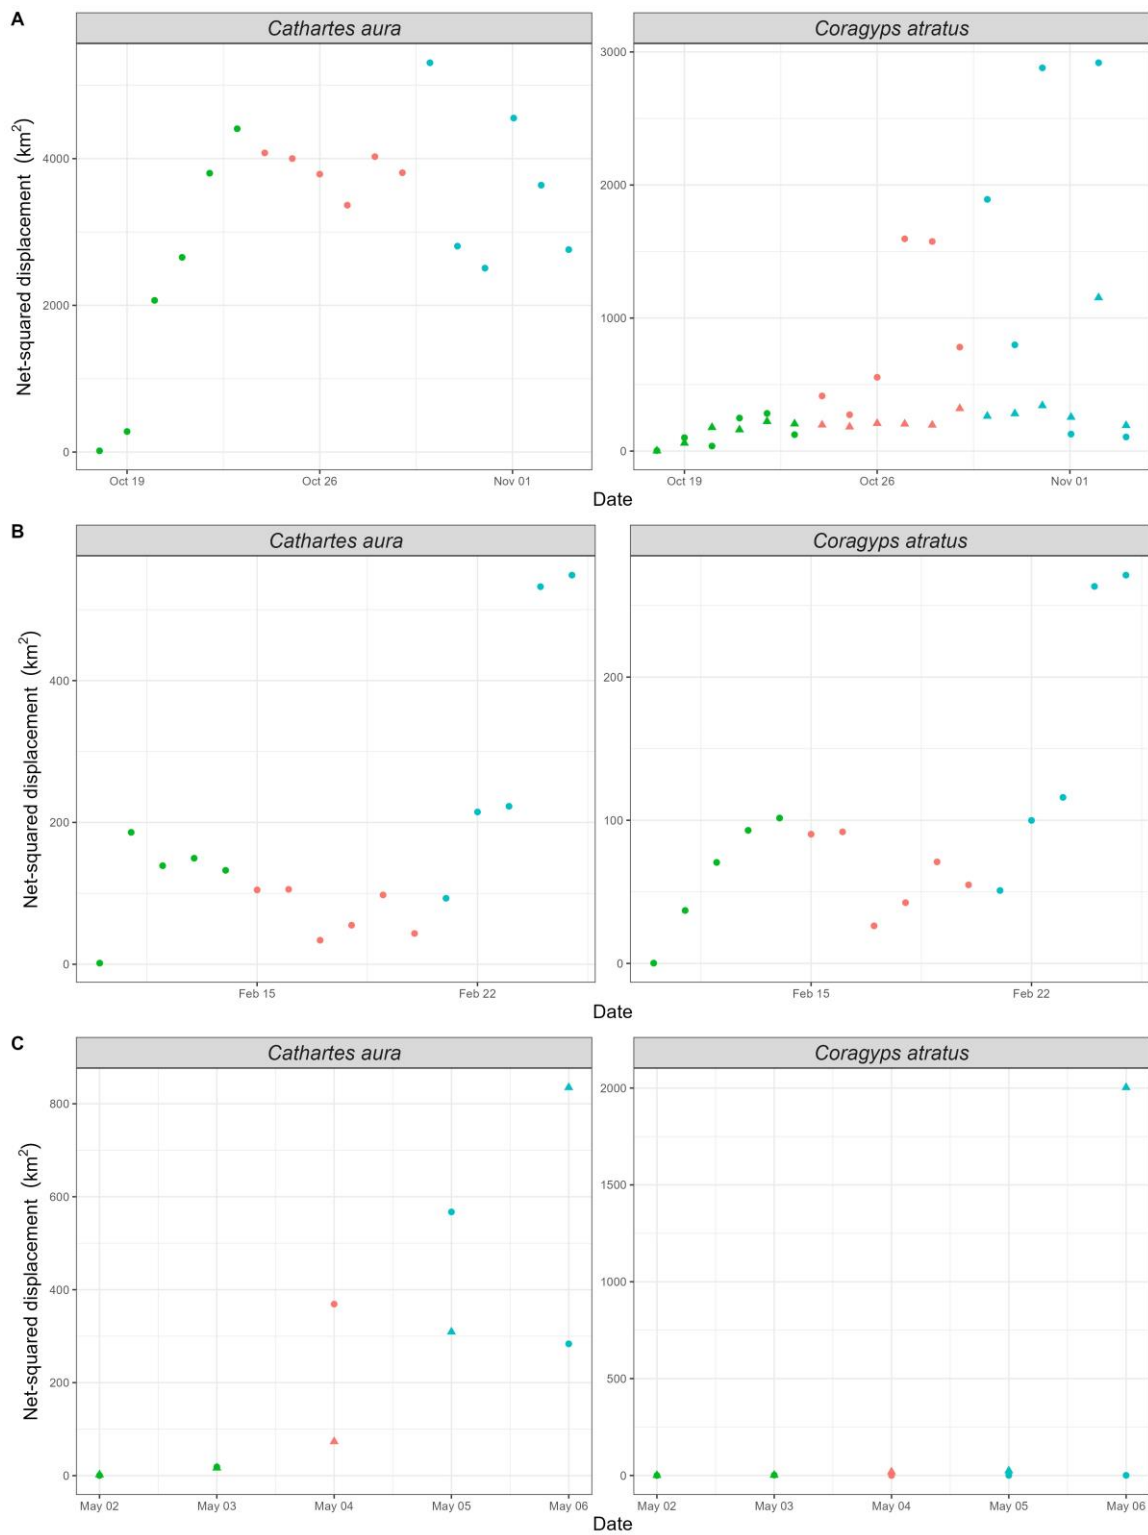 A
Cathartes aura
Coragyps atratus
Net-squared displacement (km²)
4000
2000
0
3000
2000
1000
0
Oct 19 Oct 26 Nov 01
Oct 19 Oct 26 Nov 01
Date
B
Cathartes aura
Coragyps atratus
Net-squared displacement (km²)
400
200
0
200
100
0
Feb 15 Feb 22
Feb 15 Feb 22
Date
C
Cathartes aura
Coragyps atratus
Net-squared displacement (km²)
800
600
400
200
0
2000
1500
1000
500
0
May 02 May 03 May 04 May 05 May 06
May 02 May 03 May 04 May 05 May 06
Date